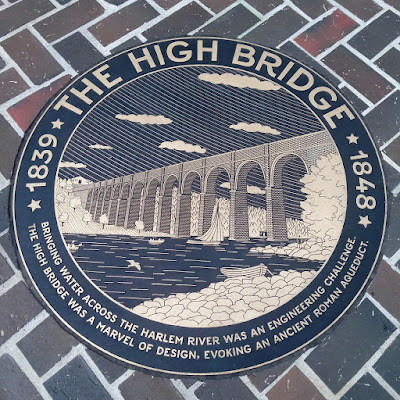 THE HIGH BRIDGE
★ 1839 ★
★ 1848 ★
BRINGING WATER ACROSS THE HARLEM RIVER WAS AN ENGINEERING CHALLENGE.
THE HIGH BRIDGE WAS A MARVEL OF DESIGN, EVOKING AN ANCIENT ROMAN AQUEDUCT.